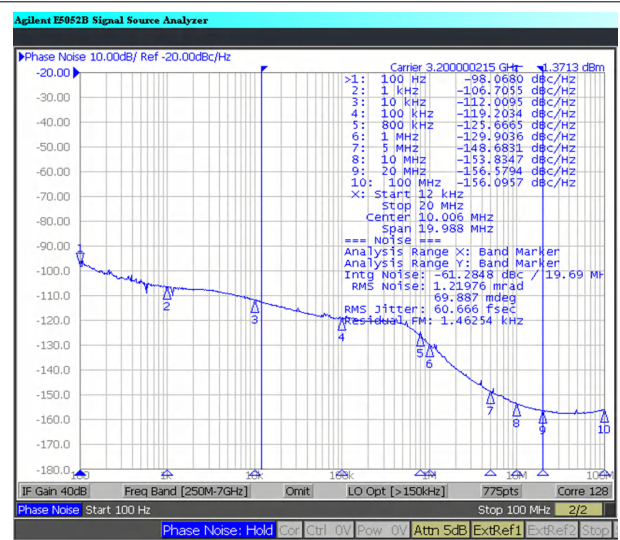 Agilent E5052B Signal Source Analyzer
▶Phase Noise 10.00dB/ Ref -20.00dBc/Hz
Carrier 3.200000215 GHz 1.3713 dBm
-20.00
-30.00
-40.00
-50.00
-60.00
-70.00
-80.00
-90.00
-100.0
-110.0
-120.0
-130.0
-140.0
-150.0
-160.0
-170.0
-180.0
>1: 100 Hz -98.0680 dBc/Hz
2: 1 kHz -106.7055 dBc/Hz
3: 10 kHz -112.0095 dBc/Hz
4: 100 kHz -119.2034 dBc/Hz
5: 800 kHz -125.6665 dBc/Hz
6: 1 MHz -129.9036 dBc/Hz
7: 5 MHz -148.6831 dBc/Hz
8: 10 MHz -153.8347 dBc/Hz
9: 20 MHz -156.5794 dBc/Hz
10: 100 MHz -156.0957 dBc/Hz
X: Start 12 kHz
Stop 20 MHz
Center 10.006 MHz
Span 19.988 MHz
=== Noise ===
Analysis Range X: Band Marker
Analysis Range Y: Band Marker
Intg Noise: -61.2848 dBc / 19.69 MH
RMS Noise: 1.21976 mrad
69.887 mdeg
RMS Jitter: 60.666 fsec
Residual FM: 1.46254 kHz
1
2
3
4
5
6
7
8
9
10
100 1k 10k 100k 1M 10M 100M
IF Gain 40dB Freq Band [250M-7GHz] Omit LO Opt [>150kHz] 775pts Corre 128
Phase Noise Start 100 Hz Stop 100 MHz 2/2
Phase Noise: Hold Cor Ctrl 0V Pow 0V Attn 5dB ExtRef1 ExtRef2 Stop